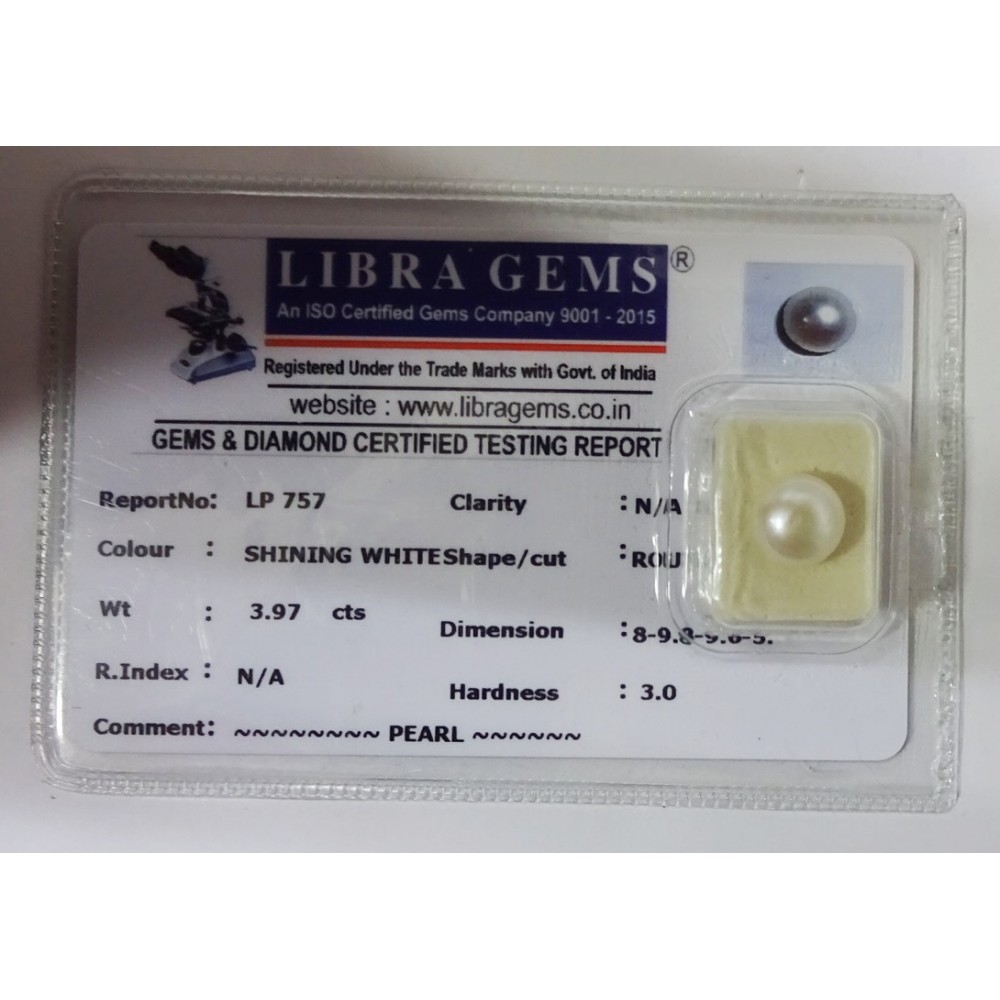 LIBRA GEMS ®
An ISO Certified Gems Company 9001 - 2015
Registered Under the Trade Marks with Govt. of India
website : www.libragems.co.in
GEMS & DIAMOND CERTIFIED TESTING REPORT
ReportNo: LP 757 Clarity : N/A
Colour : SHINING WHITE Shape/cut :
Wt : 3.97 cts Dimension :
R.Index : N/A Hardness : 3.0
Comment: ~~~~~~~~ PEARL ~~~~~~